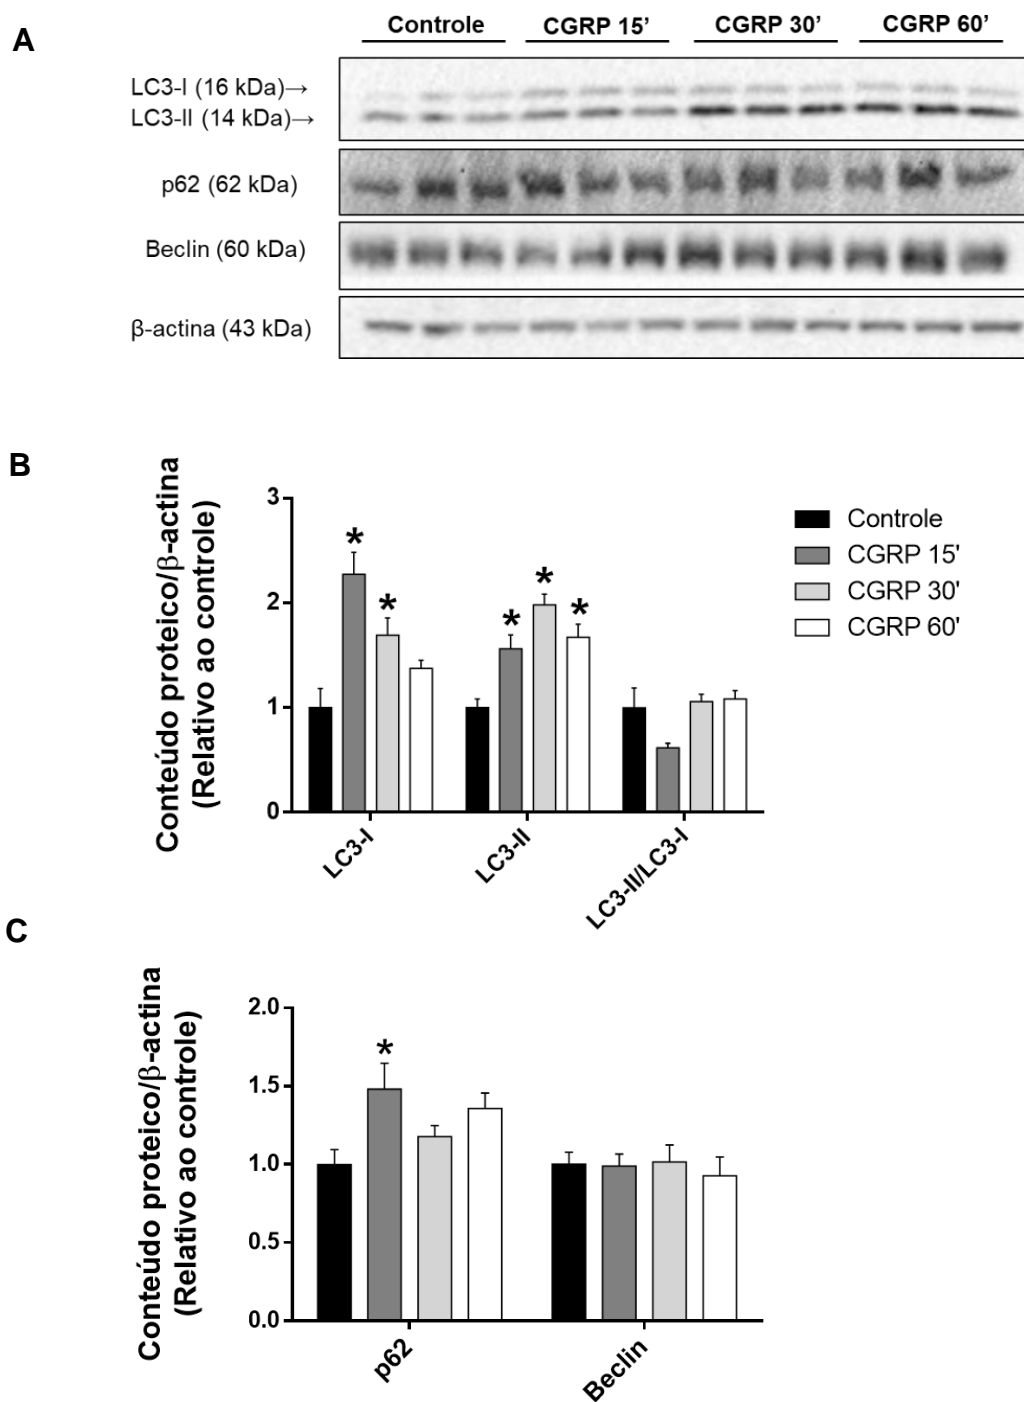 A
Controle CGRP 15’ CGRP 30’ CGRP 60’
LC3-I (16 kDa)→
LC3-II (14 kDa)→
p62 (62 kDa)
Beclin (60 kDa)
β-actina (43 kDa)
B
Conteúdo proteico/β-actina
(Relativo ao controle)
3
2
1
0
* * * * *
LC3-I LC3-II LC3-II/LC3-I
Controle
CGRP 15'
CGRP 30'
CGRP 60'
C
Conteúdo proteico/β-actina
(Relativo ao controle)
2.0
1.5
1.0
0.5
0.0
*
p62 Beclin